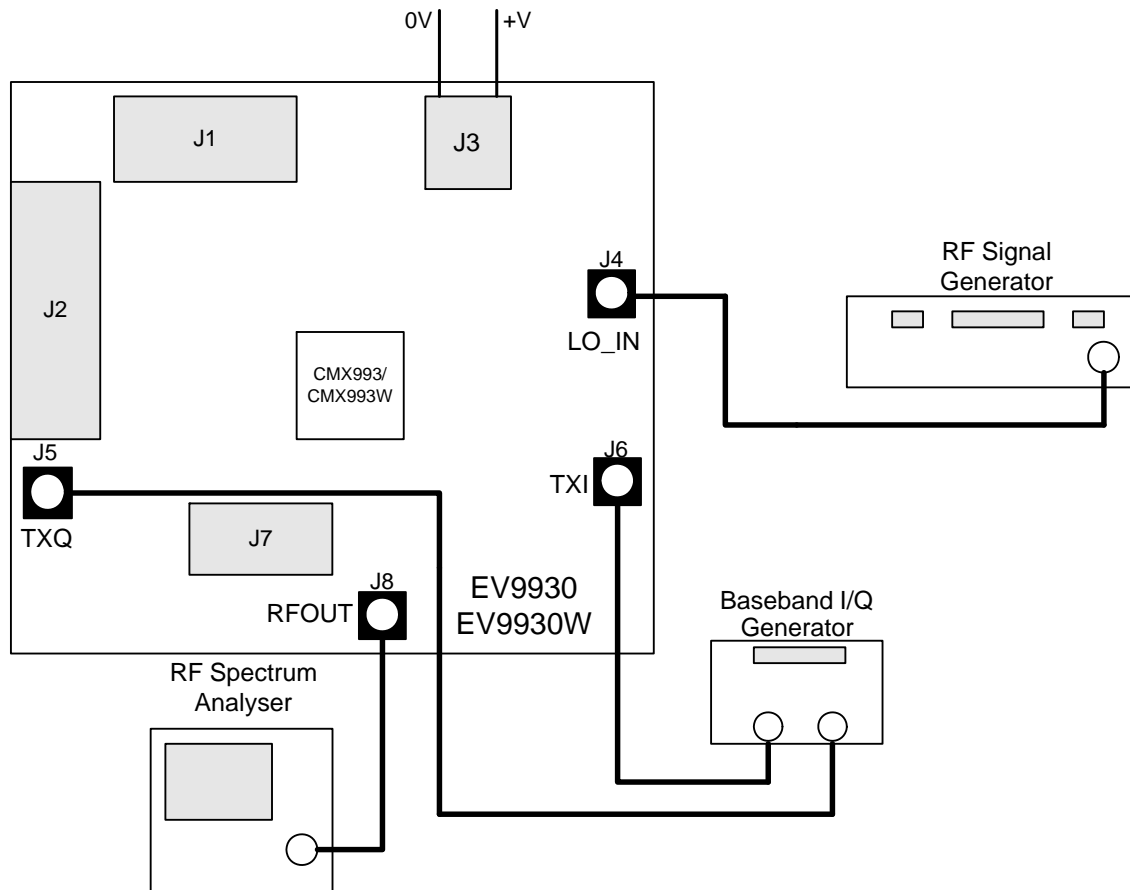 0V
+V
J1
J3
J2
J4
LO_IN
RF Signal
Generator
CMX993/
CMX993W
J5
TXQ
J6
TXI
J7
J8
RFOUT
EV9930
EV9930W
Baseband I/Q
Generator
RF Spectrum
Analyser